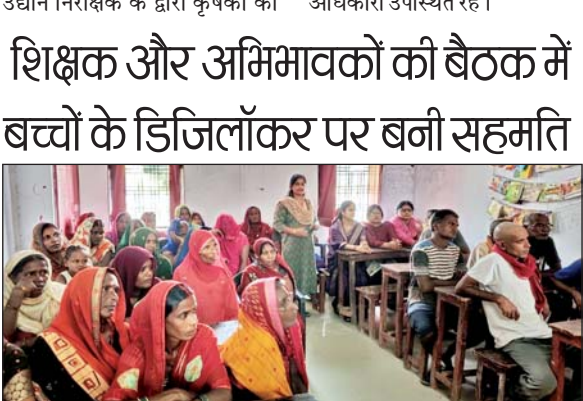 उद्यान निरीक्षक के द्वारा कृषकों को
अधिकारी उपस्थित रहे।
शिक्षक और अभिभावकों की बैठक में
बच्चों के डिजिलॉकर पर बनी सहमति